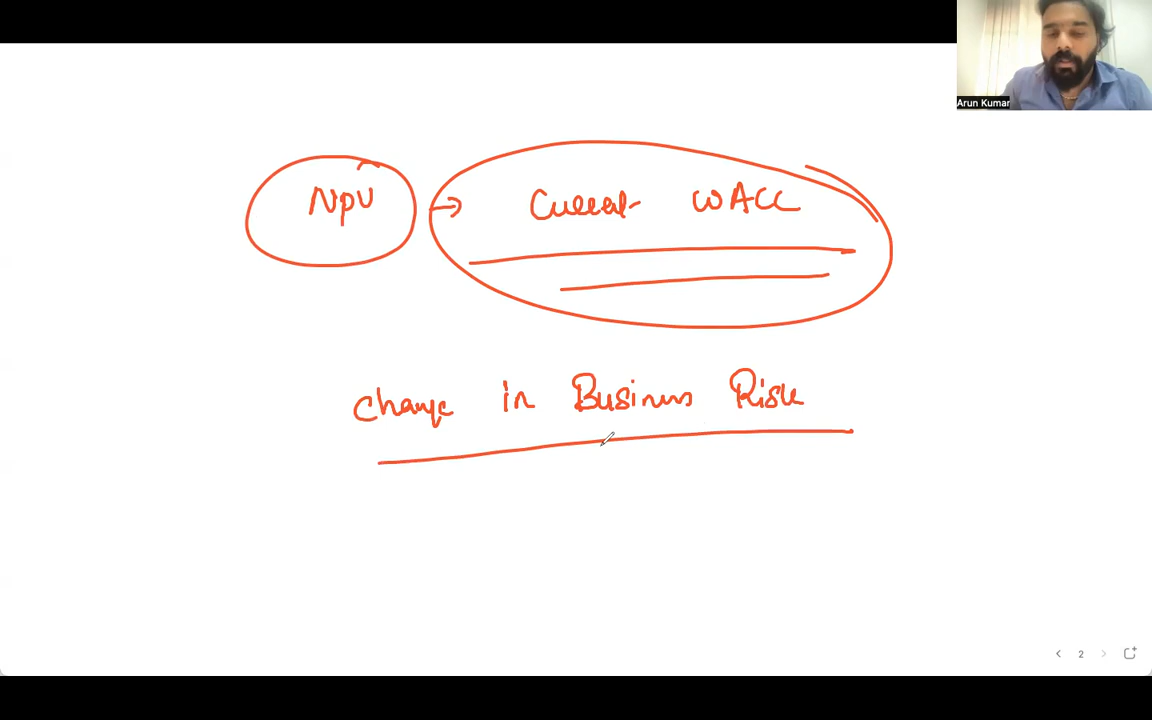 Arun Kumar
NPV → Current WACC
Change in Business Risk
2